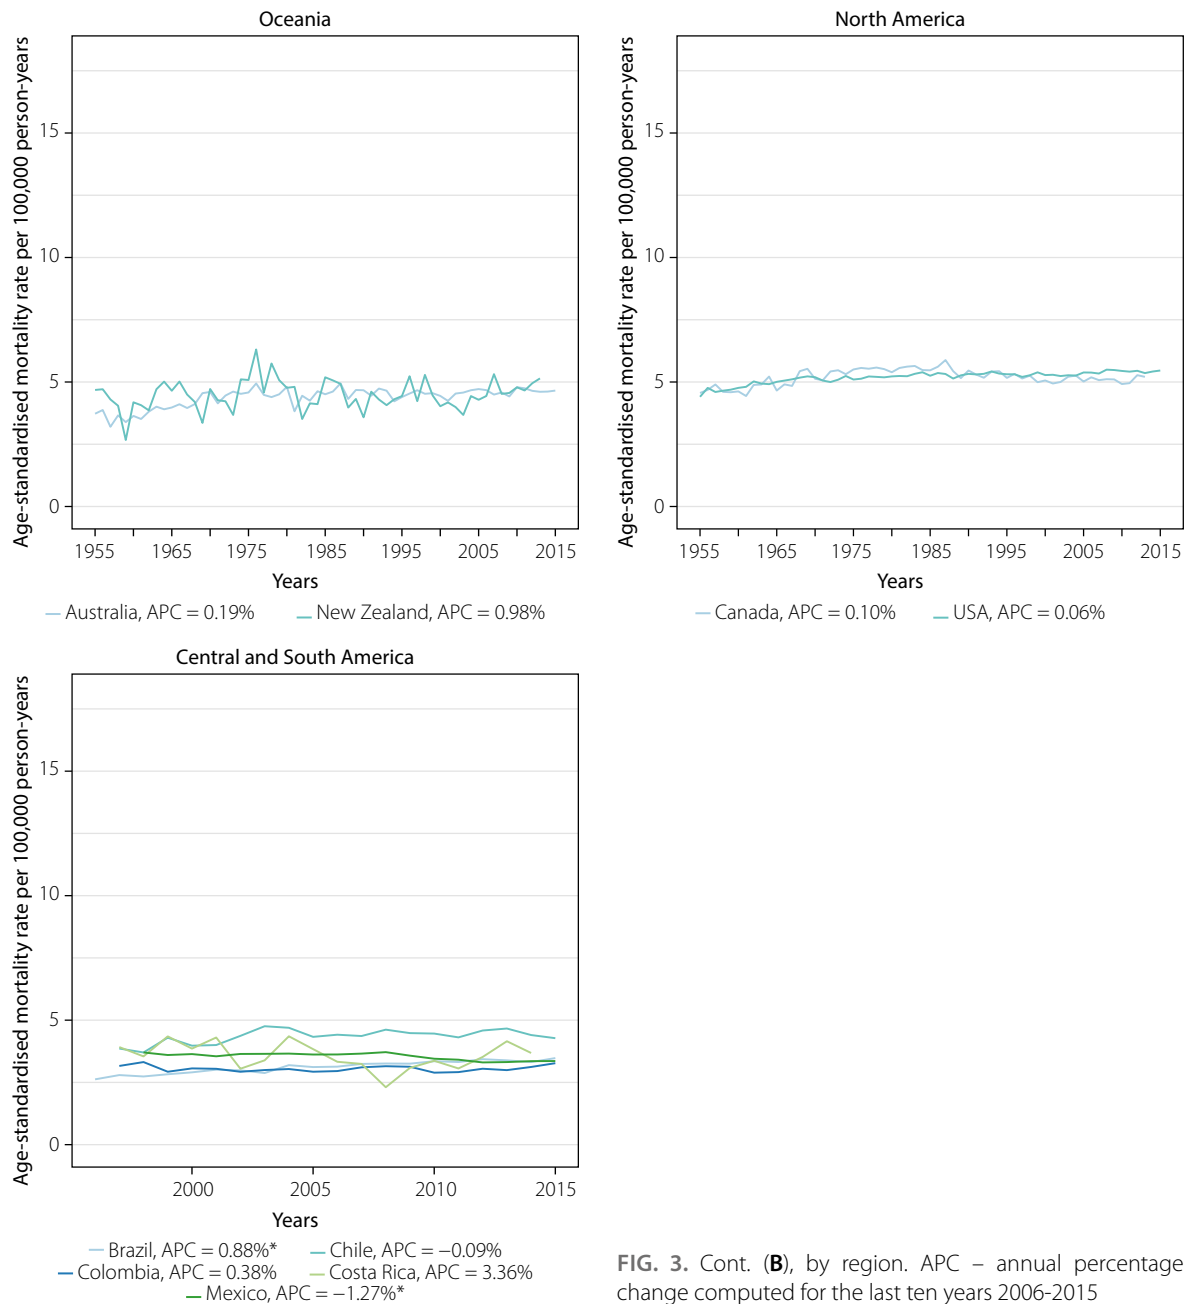 Oceania
Age-standardised mortality rate per 100,000 person-years
15
10
5
0
1955 1965 1975 1985 1995 2005 2015
Years
Australia, APC = 0.19% New Zealand, APC = 0.98%
North America
Age-standardised mortality rate per 100,000 person-years
15
10
5
0
1955 1965 1975 1985 1995 2005 2015
Years
Canada, APC = 0.10% USA, APC = 0.06%
Central and South America
Age-standardised mortality rate per 100,000 person-years
15
10
5
0
2000 2005 2010 2015
Years
Brazil, APC = 0.88%* Chile, APC = −0.09%
Colombia, APC = 0.38% Costa Rica, APC = 3.36%
Mexico, APC = −1.27%*
FIG. 3. Cont. (B), by region. APC – annual percentage
change computed for the last ten years 2006-2015